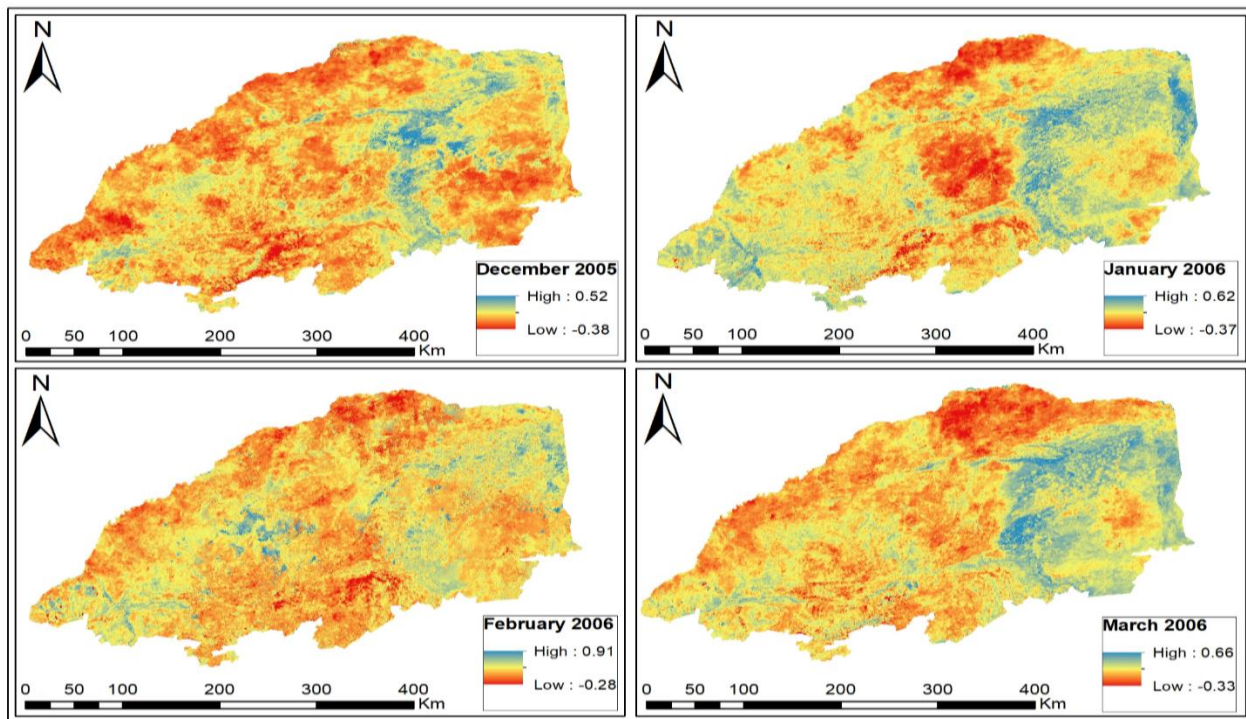 N
December 2005
High : 0.52
Low : -0.38
0 50 100 200 300 400
Km
N
January 2006
High : 0.62
Low : -0.37
0 50 100 200 300 400
Km
N
February 2006
High : 0.91
Low : -0.28
0 50 100 200 300 400
Km
N
March 2006
High : 0.66
Low : -0.33
0 50 100 200 300 400
Km